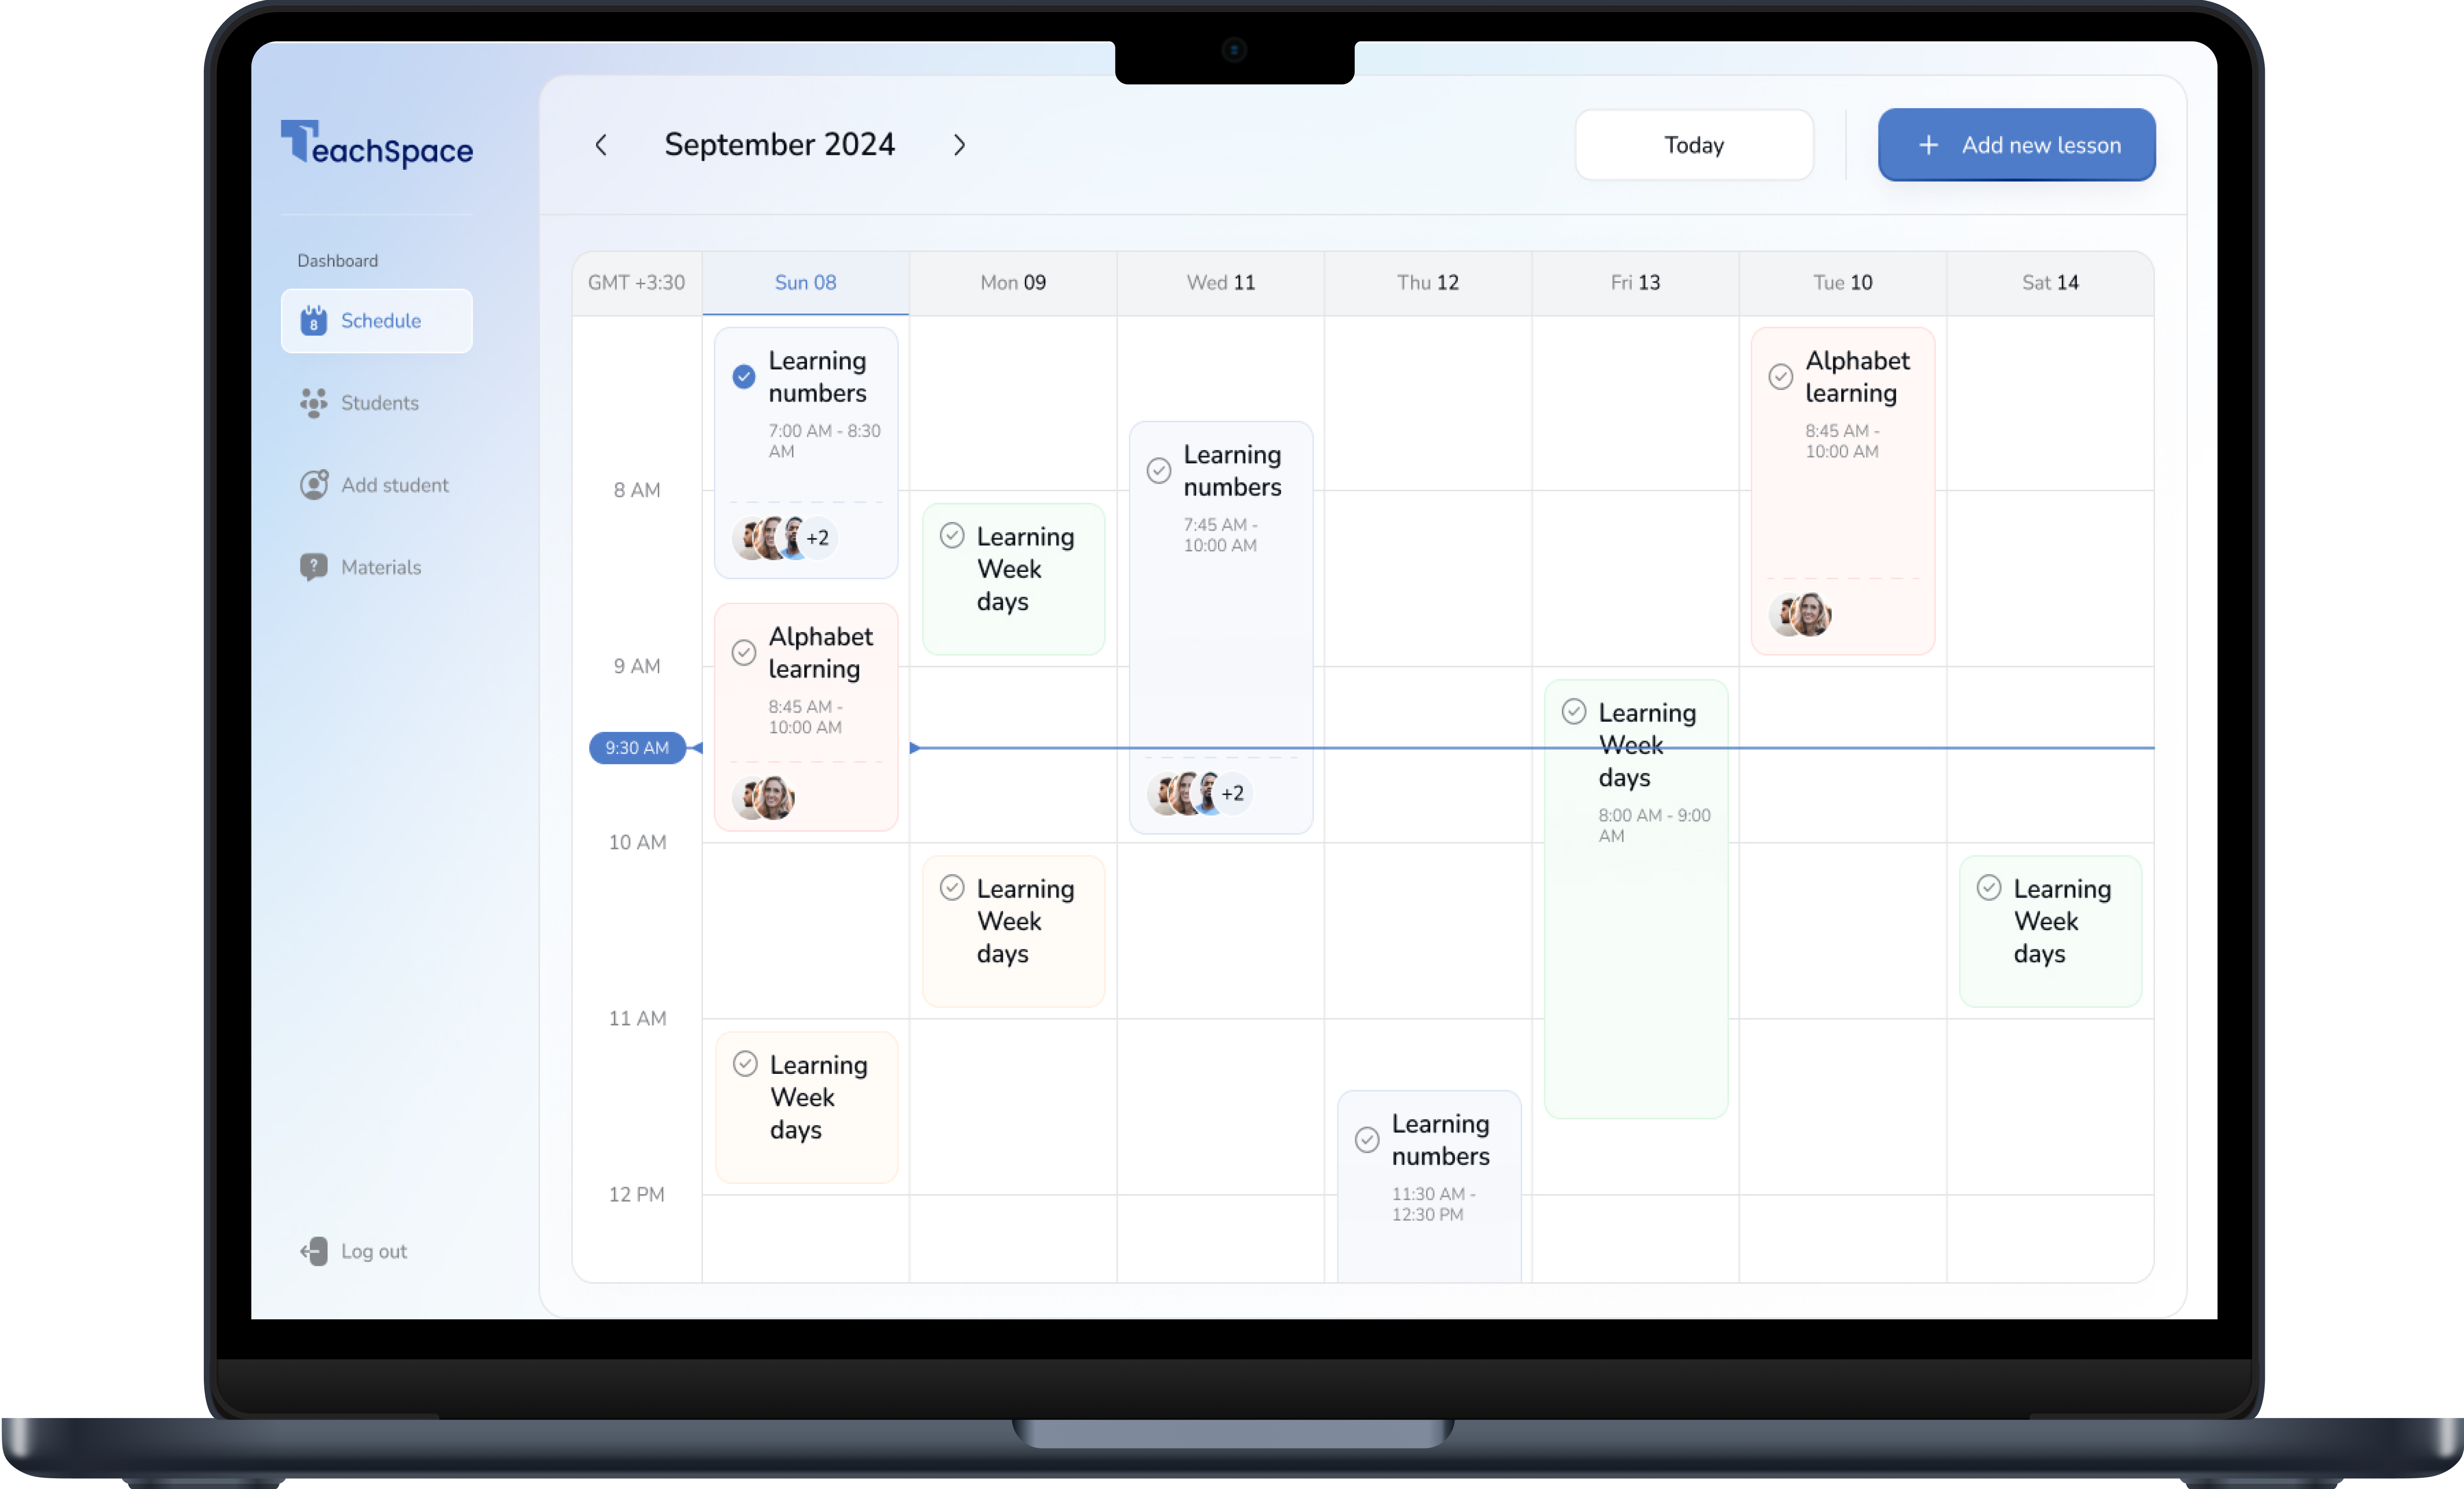 TeachSpace
Dashboard
8
Schedule
Students
Add student
?
Materials
Log out
September 2024
Today
+ Add new lesson
GMT +3:30
Sun 08
Mon 09
Wed 11
Thu 12
Fri 13
Tue 10
Sat 14
8 AM
9 AM
9:30 AM
10 AM
11 AM
12 PM
Learning
numbers
7:00 AM - 8:30
AM
+2
Alphabet
learning
8:45 AM -
10:00 AM
Learning
Week
days
Learning
Week
days
Learning
Week
days
Learning
numbers
7:45 AM -
10:00 AM
+2
Learning
numbers
11:30 AM -
12:30 PM
Learning
Week
days
8:00 AM - 9:00
AM
Alphabet
learning
8:45 AM -
10:00 AM
Learning
Week
days